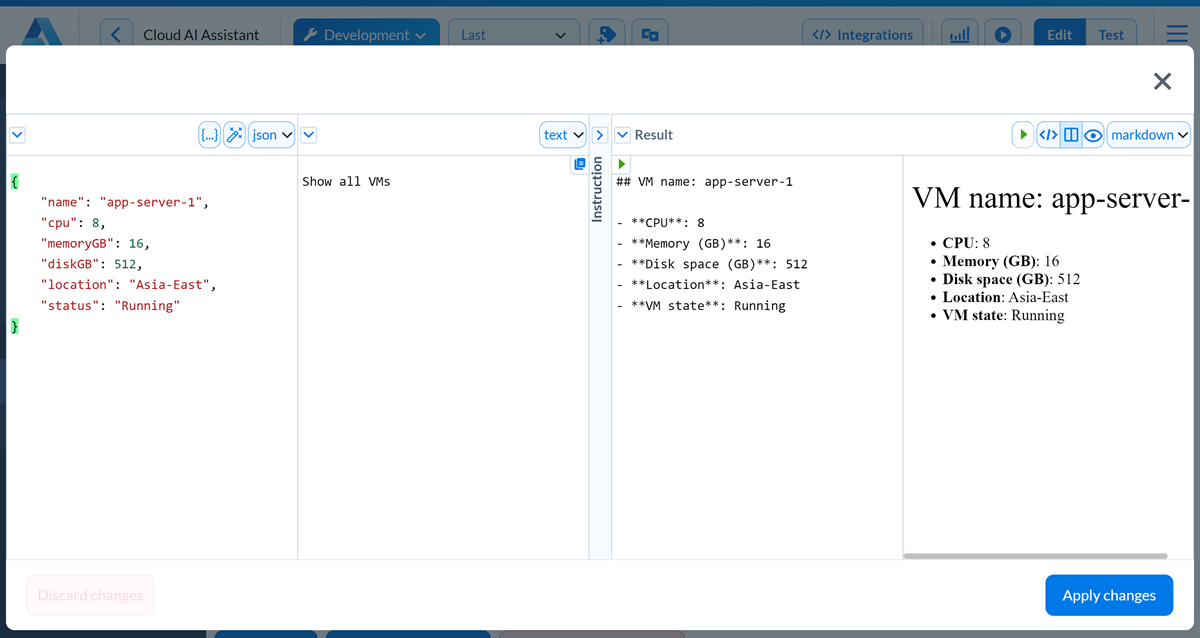 Cloud AI Assistant
Development
Last
</> Integrations
Edit
Test
{...}
json
text
Result
</>
markdown
{
"name": "app-server-1",
"cpu": 8,
"memoryGB": 16,
"diskGB": 512,
"location": "Asia-East",
"status": "Running"
}
Show all VMs
Instruction
## VM name: app-server-1
- **CPU**: 8
- **Memory (GB)**: 16
- **Disk space (GB)**: 512
- **Location**: Asia-East
- **VM state**: Running
VM name: app-server-
• CPU: 8
• Memory (GB): 16
• Disk space (GB): 512
• Location: Asia-East
• VM state: Running
Discard changes
Apply changes